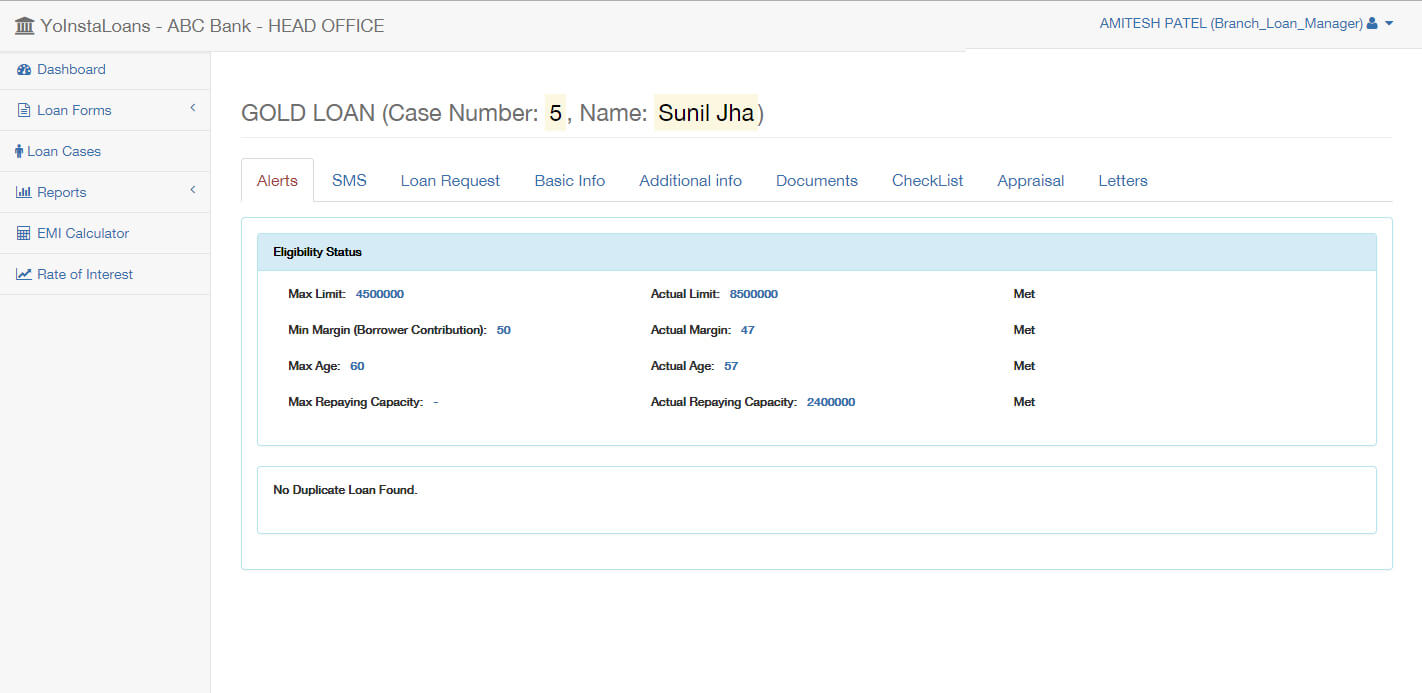 YoInstaLoans - ABC Bank - HEAD OFFICE
AMITESH PATEL (Branch_Loan_Manager)
Dashboard
Loan Forms
Loan Cases
Reports
EMI Calculator
Rate of Interest
GOLD LOAN (Case Number: 5, Name: Sunil Jha)
Alerts SMS Loan Request Basic Info Additional info Documents CheckList Appraisal Letters
Eligibility Status
Max Limit: 4500000 Actual Limit: 8500000 Met
Min Margin (Borrower Contribution): 50 Actual Margin: 47 Met
Max Age: 60 Actual Age: 57 Met
Max Repaying Capacity: - Actual Repaying Capacity: 2400000 Met
No Duplicate Loan Found.